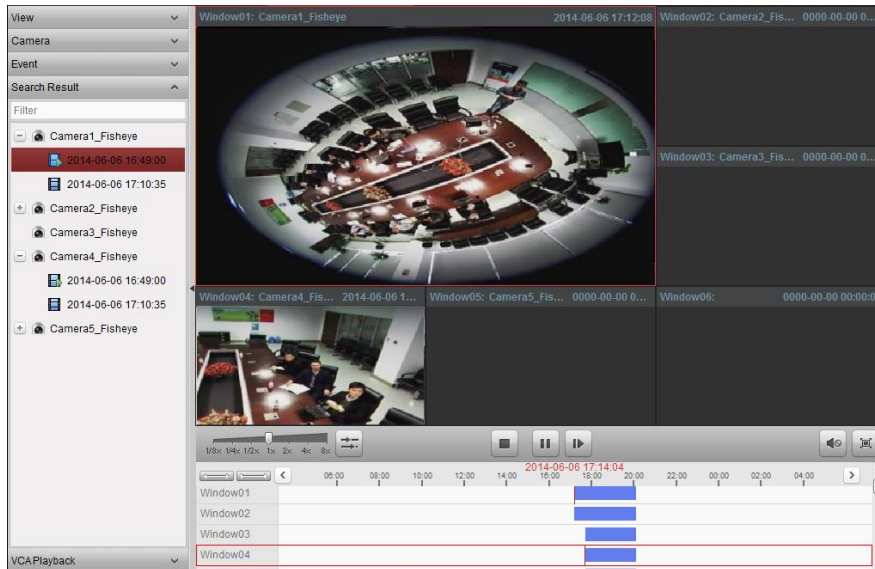 View
Camera
Event
Search Result
Filter
Camera1_Fisheye
2014-06-06 16:49:00
2014-06-06 17:10:35
Camera2_Fisheye
Camera3_Fisheye
Camera4_Fisheye
2014-06-06 16:49:00
2014-06-06 17:10:35
Camera5_Fisheye
VCA Playback
Window01: Camera1_Fisheye 2014-06-06 17:12:08
Window02: Camera2_Fis... 0000-00-00 0...
Window03: Camera3_Fis... 0000-00-00 0...
Window04: Camera4_Fis... 2014-06-06 1...
Window05: Camera5_Fis... 0000-00-00 0...
Window06: 0000-00-00 00:00:0
1/8x 1/4x 1/2x 1x 2x 4x 8x
2014-06-06 17:14:04
06:00 08:00 10:00 12:00 14:00 16:00 18:00 20:00 22:00 00:00 02:00 04:00
Window01
Window02
Window03
Window04